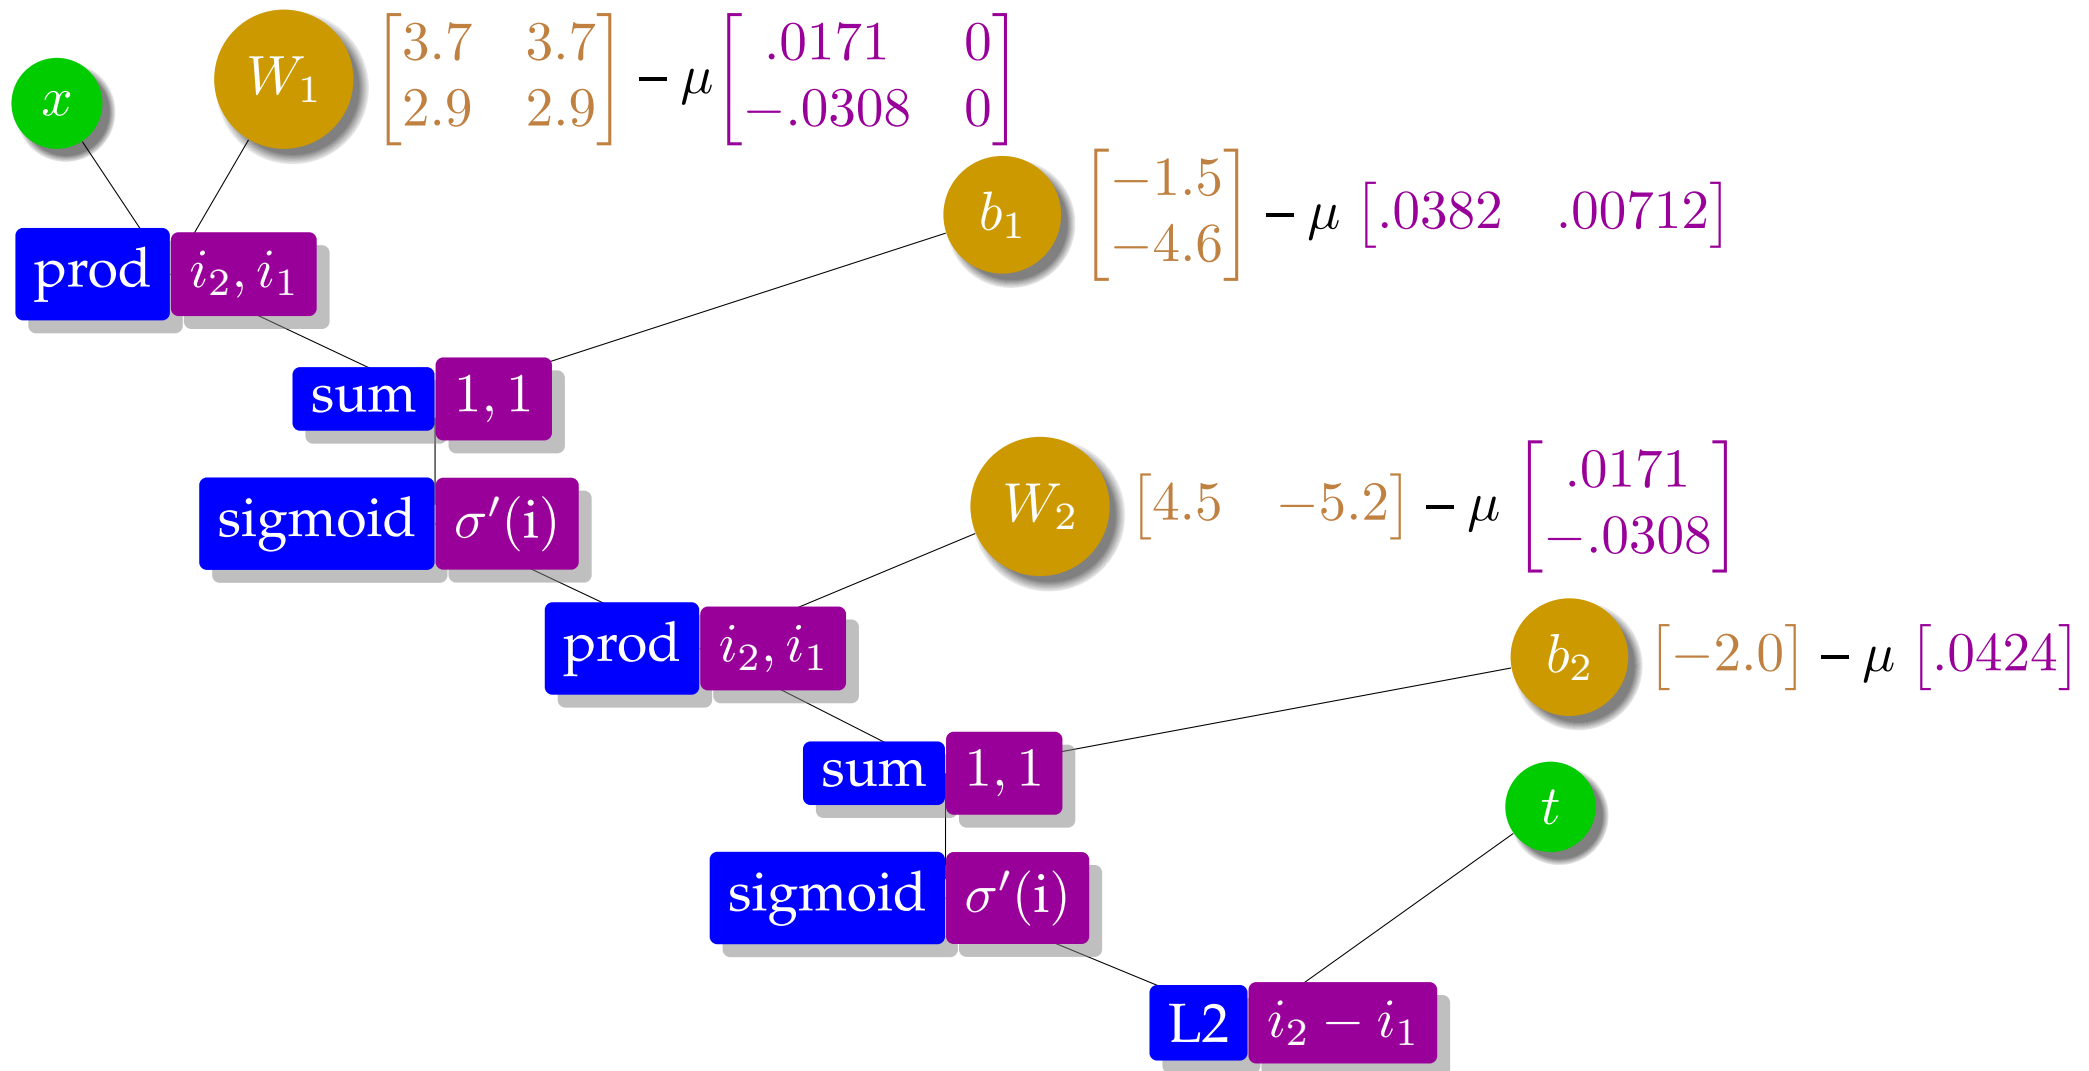 x
W₁ [3.7 3.7; 2.9 2.9] − μ [.0171 0; −.0308 0]
b₁ [−1.5; −4.6] − μ [.0382 .00712]
prod i₂, i₁
sum 1, 1
W₂ [4.5 −5.2] − μ [.0171; −.0308]
sigmoid σ′(i)
prod i₂, i₁
b₂ [−2.0] − μ [.0424]
sum 1, 1
t
sigmoid σ′(i)
L2 i₂ − i₁